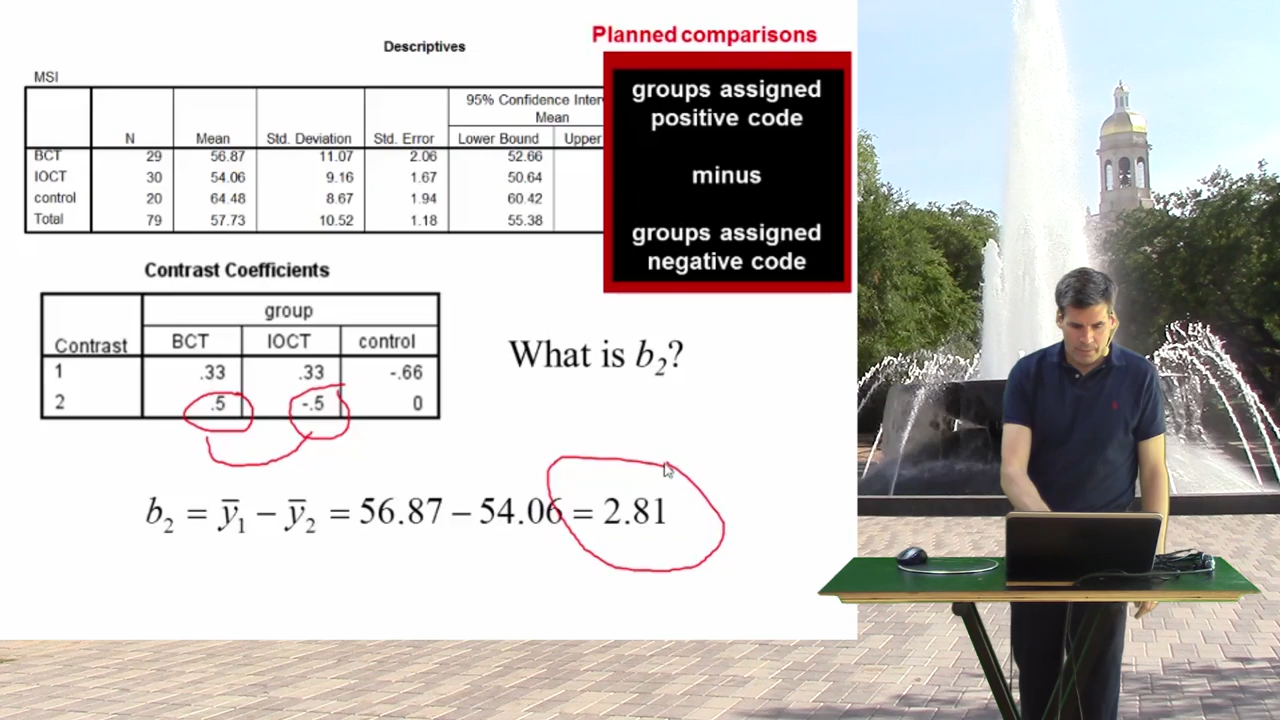 Planned comparisons
groups assigned
positive code
minus
groups assigned
negative code
Descriptives
MSI
95% Confidence Inter
Mean
N Mean Std. Deviation Std. Error Lower Bound Upper
BCT 29 56.87 11.07 2.06 52.66
IOCT 30 54.06 9.16 1.67 50.64
control 20 64.48 8.67 1.94 60.42
Total 79 57.73 10.52 1.18 55.38
Contrast Coefficients
group
Contrast BCT IOCT control
1 .33 .33 -.66
2 .5 -.5 0
What is b₂?
b₂ = ȳ₁ − ȳ₂ = 56.87 − 54.06 = 2.81